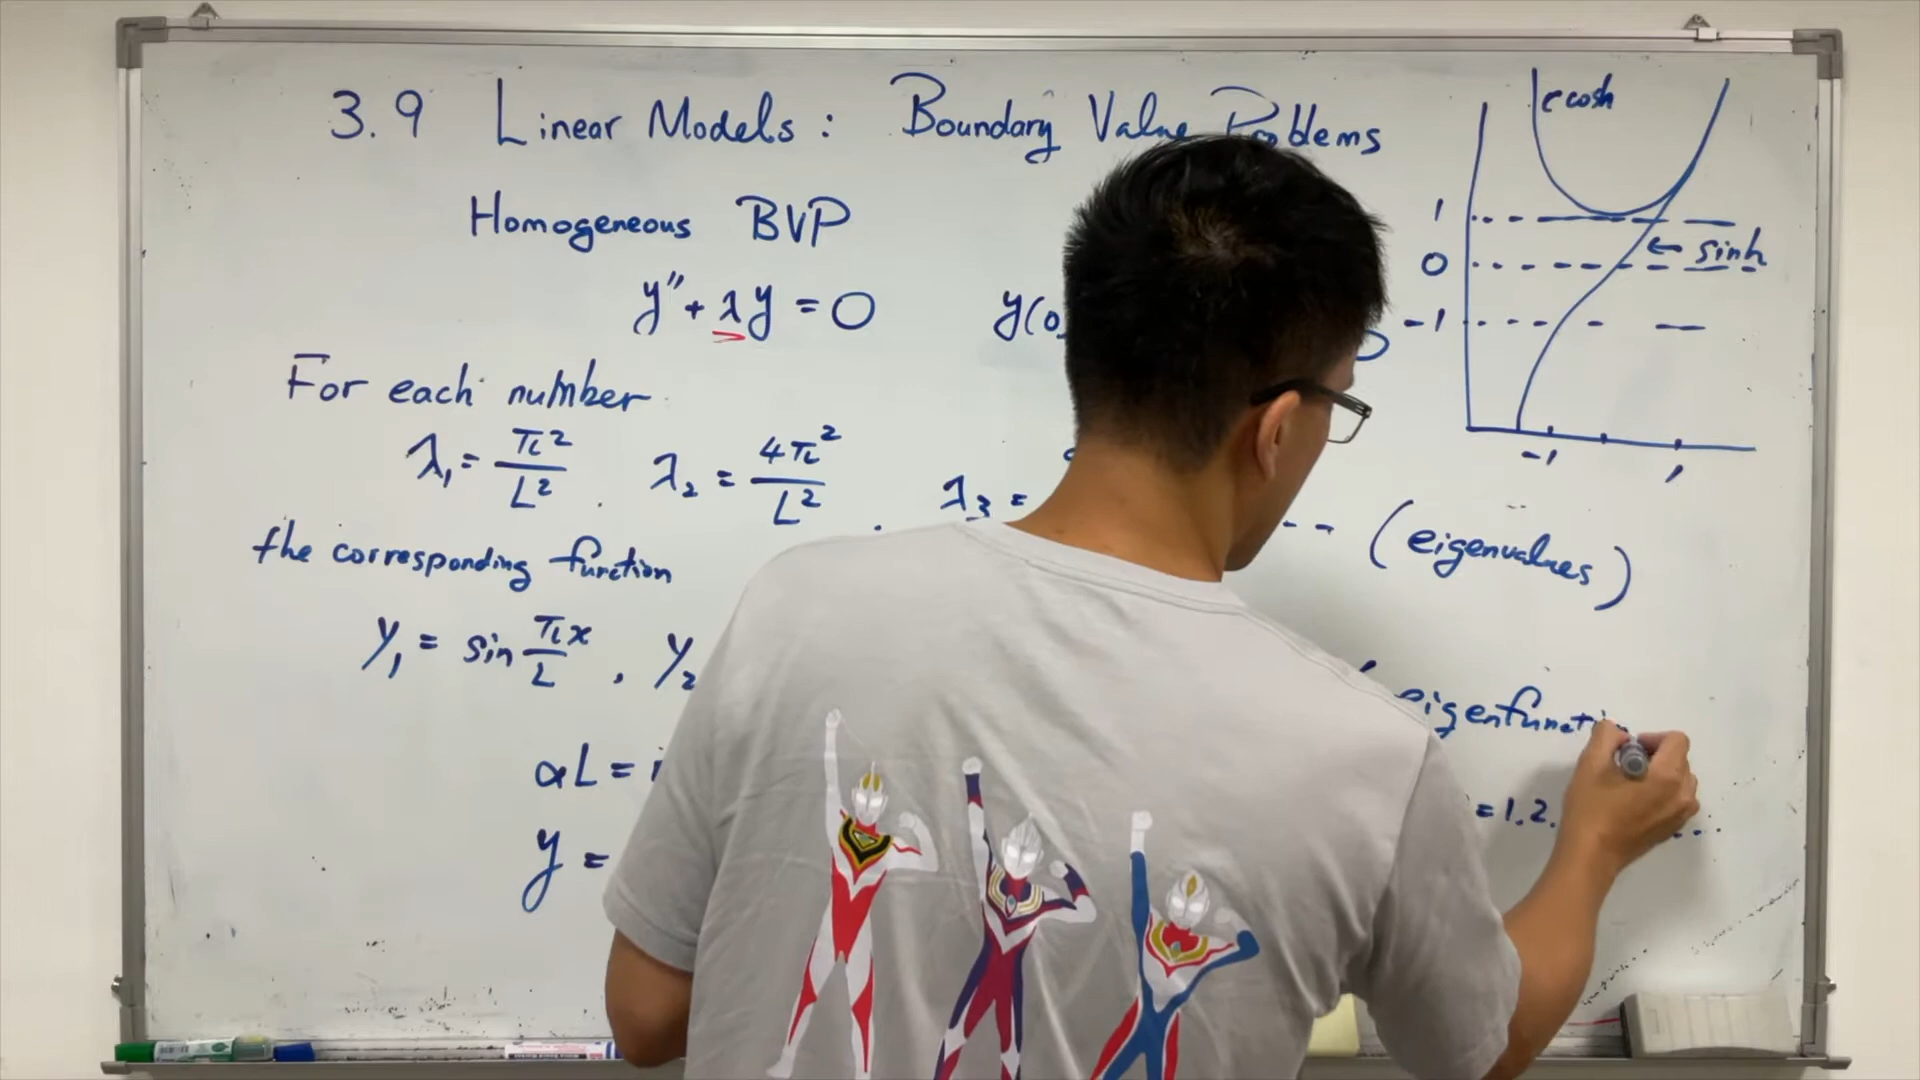 3.9 Linear Models : Boundary Value Problems
Homogeneous BVP
y″ + λy = 0 y(0
For each number
λ₁ = π²/L² , λ₂ = 4π²/L² , λ₃ = -- (eigenvalues)
the corresponding function
y₁ = sin πx/L , y₂ (eigenfunction
αL = = 1.2. ...
y =
cosh
1
sinh
0
-1
-1 1